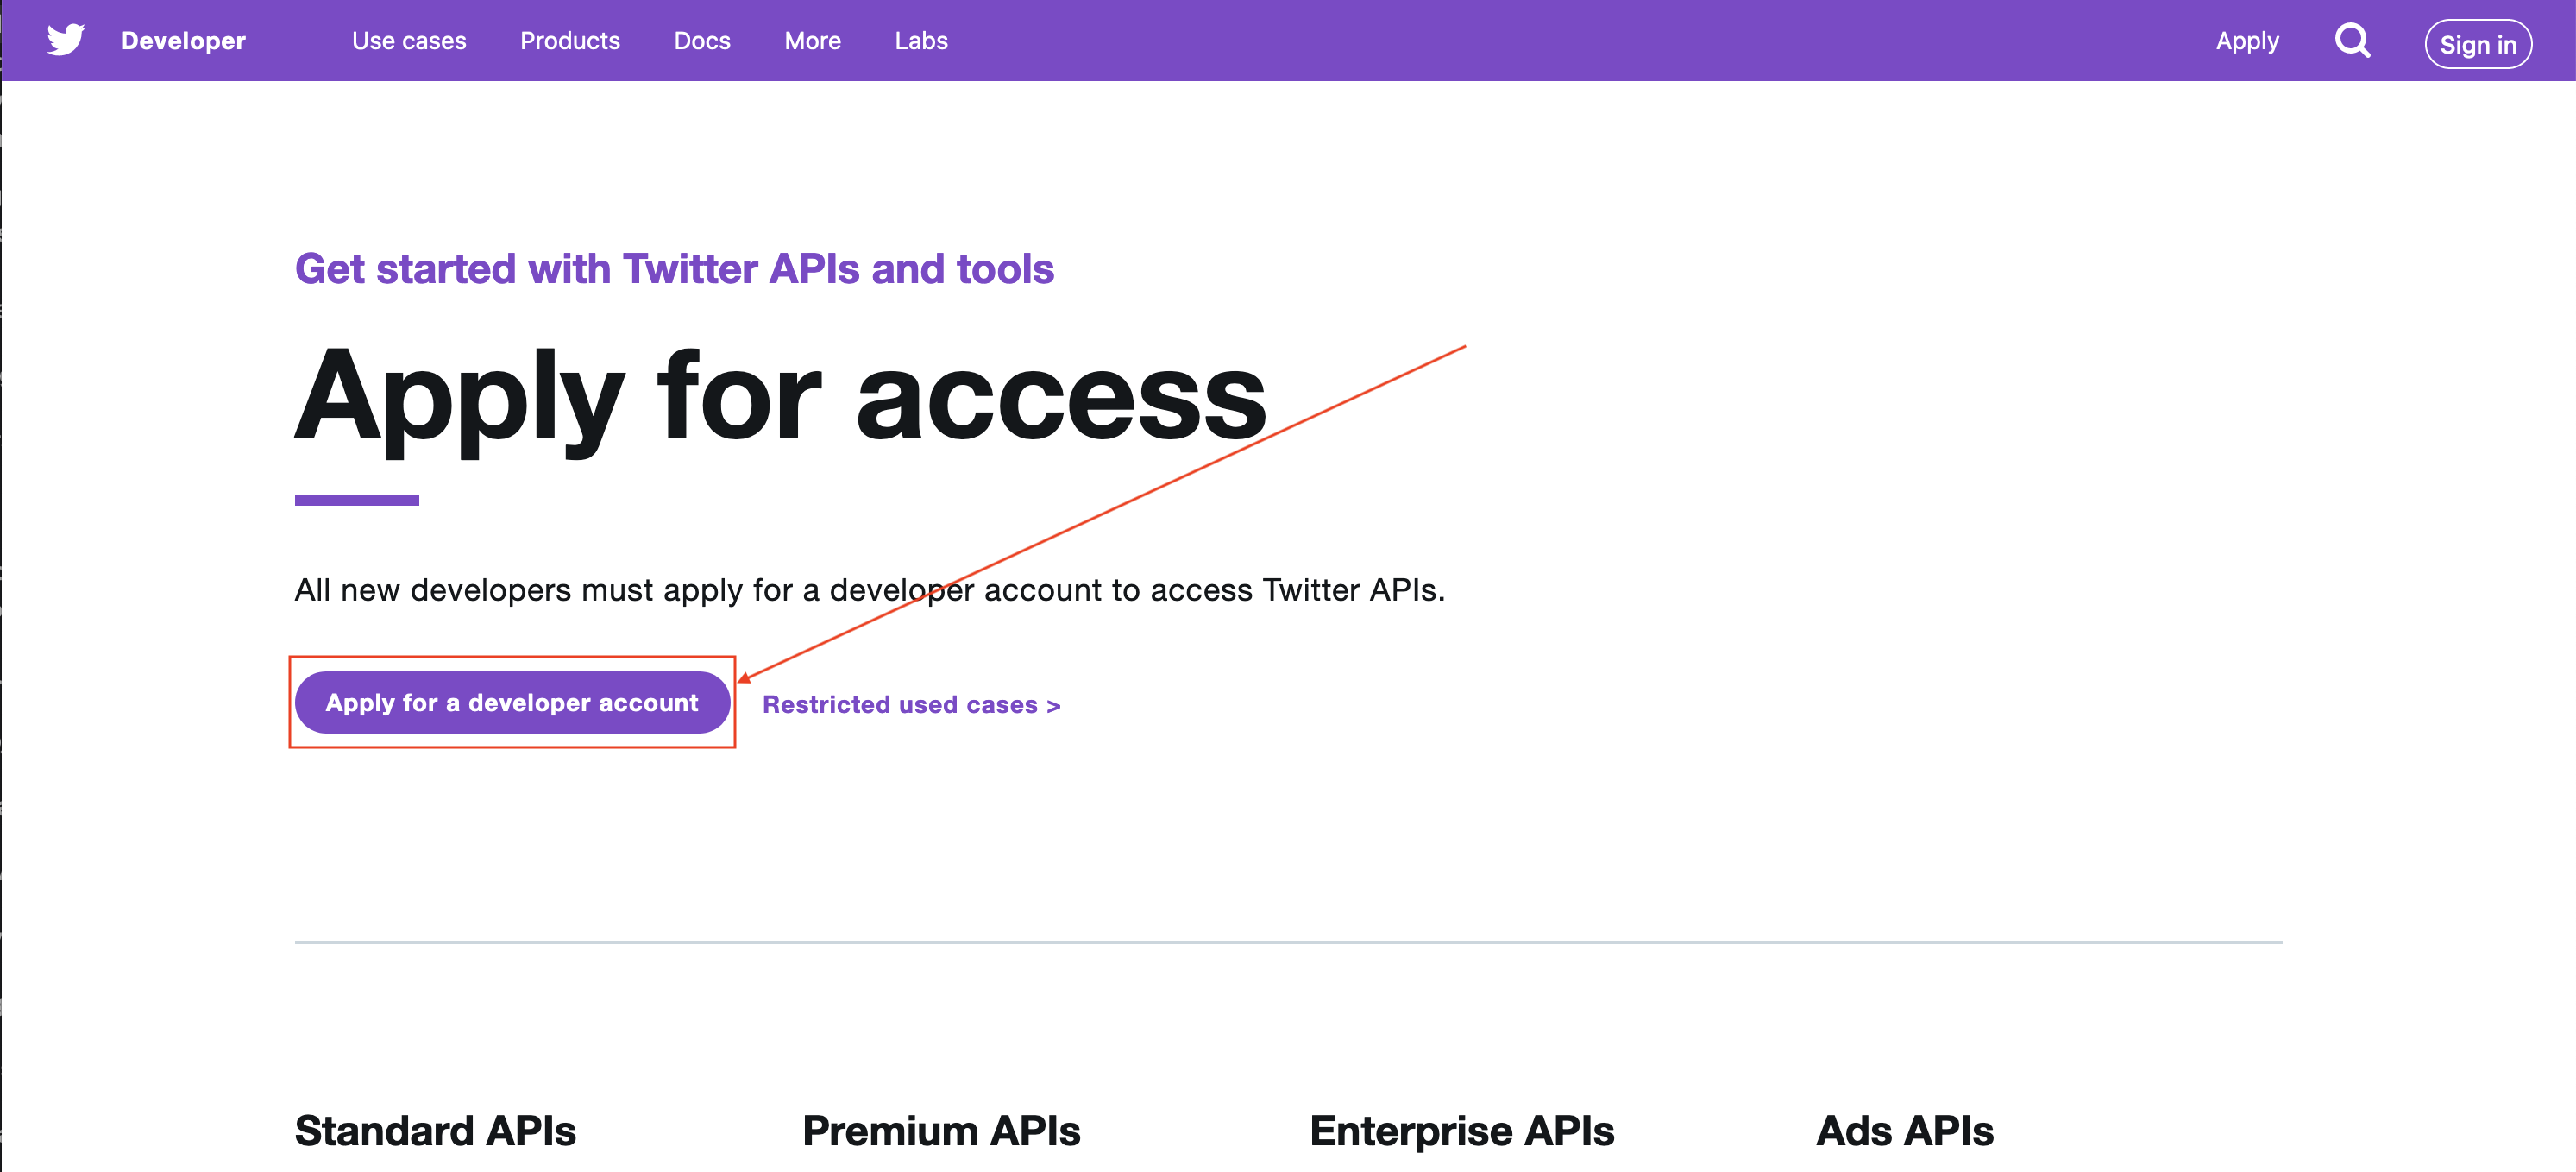 Developer Use cases Products Docs More Labs Apply Sign in
Get started with Twitter APIs and tools
Apply for access
All new developers must apply for a developer account to access Twitter APIs.
Apply for a developer account Restricted used cases >
Standard APIs Premium APIs Enterprise APIs Ads APIs